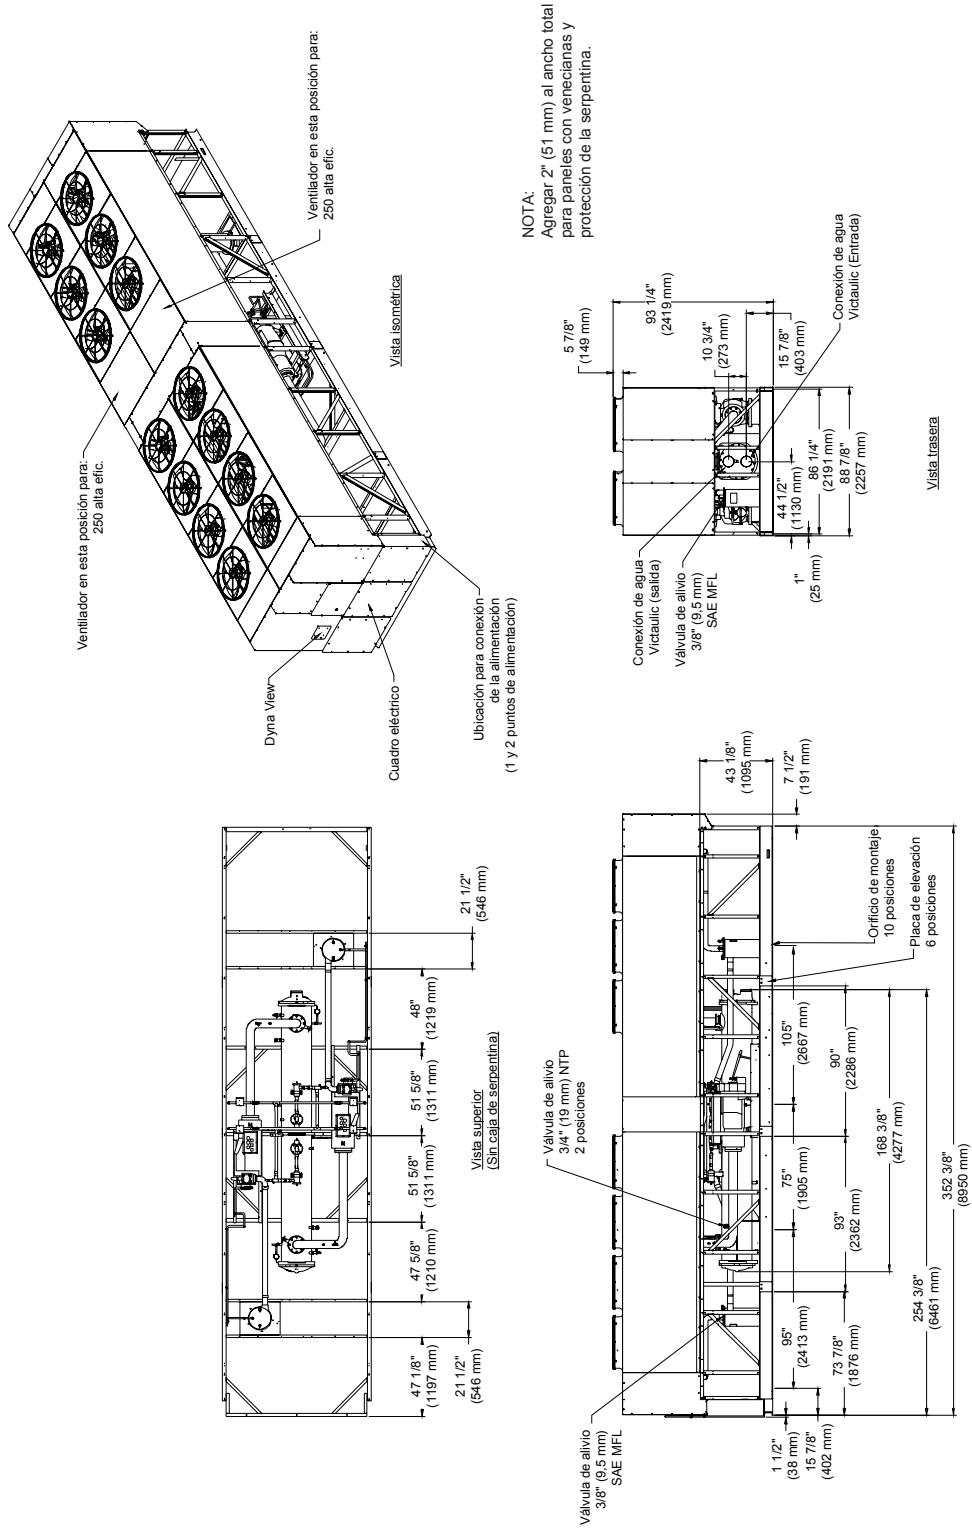 Ventilador en esta posición para:
250 alta efic.
Ventilador en esta posición para:
250 alta efic.
Dyna View
Cuadro eléctrico
Ubicación para conexión
de la alimentación
(1 y 2 puntos de alimentación)
Vista isométrica
NOTA:
Agregar 2" (51 mm) al ancho total
para paneles con venecianas y
protección de la serpentina.
47 1/8"
(1197 mm)
21 1/2"
(546 mm)
47 5/8"
(1210 mm)
51 5/8"
(1311 mm)
51 5/8"
(1311 mm)
48"
(1219 mm)
21 1/2"
(546 mm)
Vista superior
(Sin caja de serpentina)
Válvula de alivio
3/8" (9,5 mm)
SAE MFL
Válvula de alivio
3/4" (19 mm) NTP
2 posiciones
43 1/8"
(1095 mm)
7 1/2"
(191 mm)
Orificio de montaje
10 posiciones
Placa de elevación
6 posiciones
1 1/2"
(38 mm)
15 7/8"
(402 mm)
95"
(2413 mm)
75"
(1905 mm)
105"
(2667 mm)
73 7/8"
(1876 mm)
93"
(2362 mm)
90"
(2286 mm)
168 3/8"
(4277 mm)
254 3/8"
(6461 mm)
352 3/8"
(8950 mm)
Conexión de agua
Victaulic (salida)
Válvula de alivio
3/8" (9,5 mm)
SAE MFL
5 7/8"
(149 mm)
93 1/4"
(2419 mm)
10 3/4"
(273 mm)
15 7/8"
(403 mm)
Conexión de agua
Victaulic (Entrada)
1"
(25 mm)
44 1/2"
(1130 mm)
86 1/4"
(2191 mm)
88 7/8"
(2257 mm)
Vista trasera